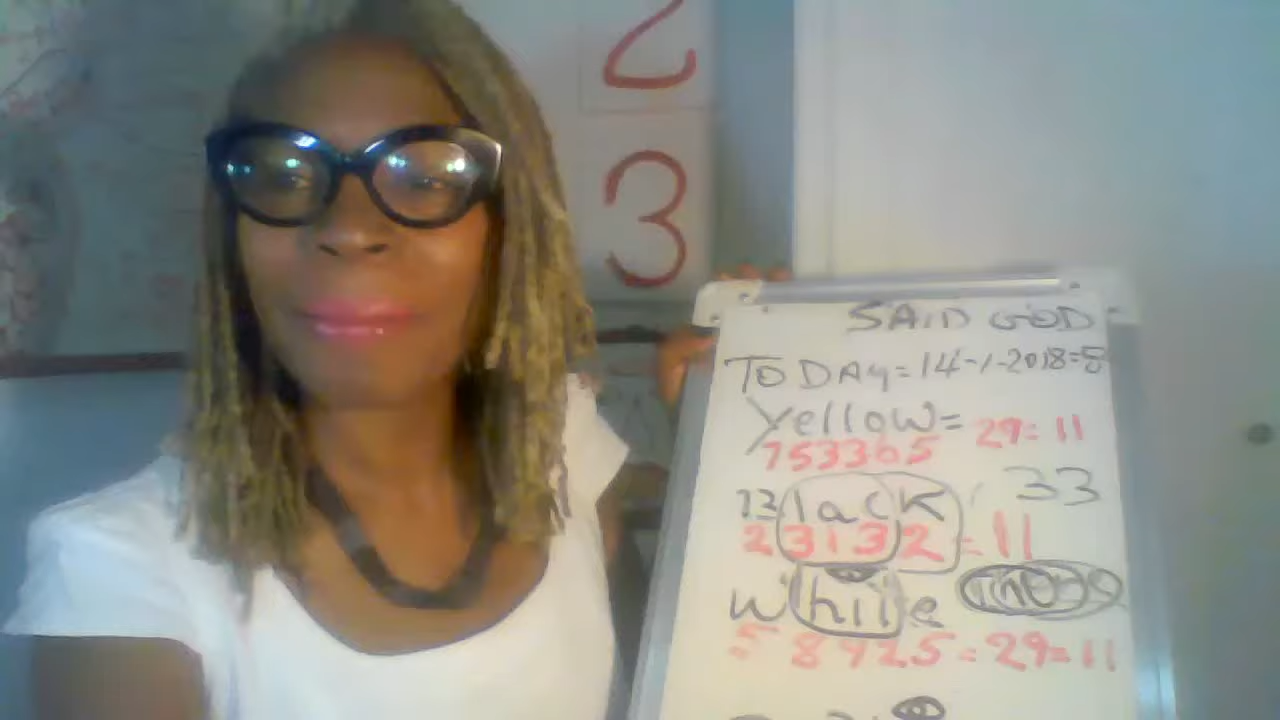 2
3
SAID GOD
TODAY=14-1-2018=8
Yellow= 29=11
753365
Black 33
23132=11
White
58925=29=11